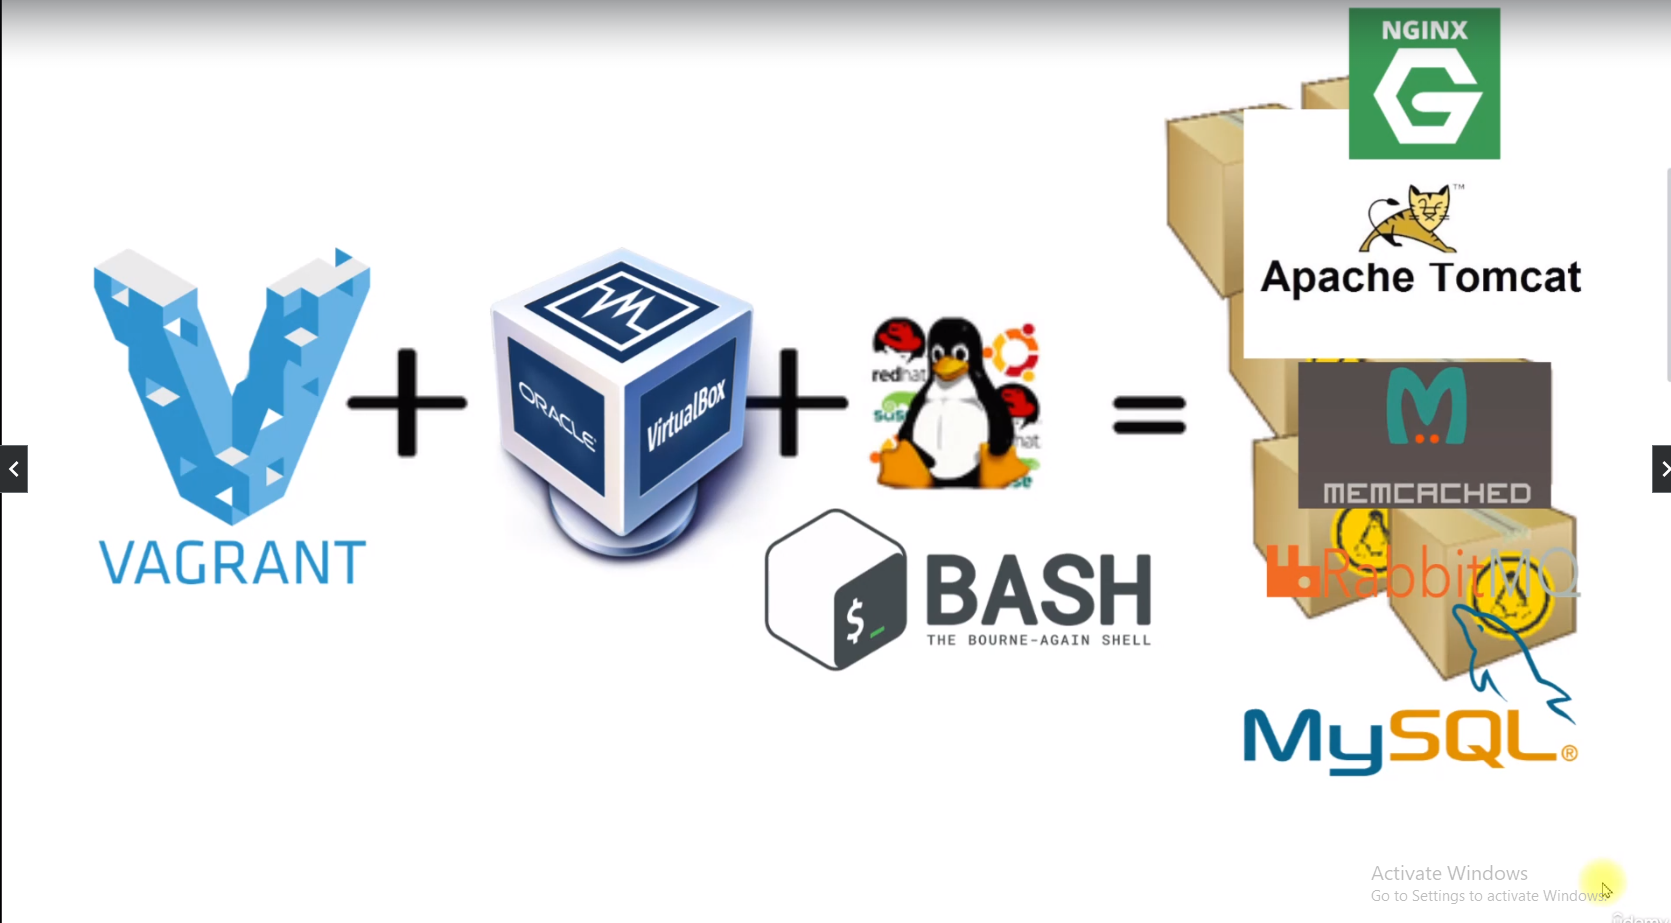 NGINX
Apache Tomcat
TM
ORACLE
VirtualBox
redhat
MEMCACHED
RabbitMQ
VAGRANT
$_
BASH
THE BOURNE-AGAIN SHELL
MySQL®
Activate Windows
Go to Settings to activate Windows.